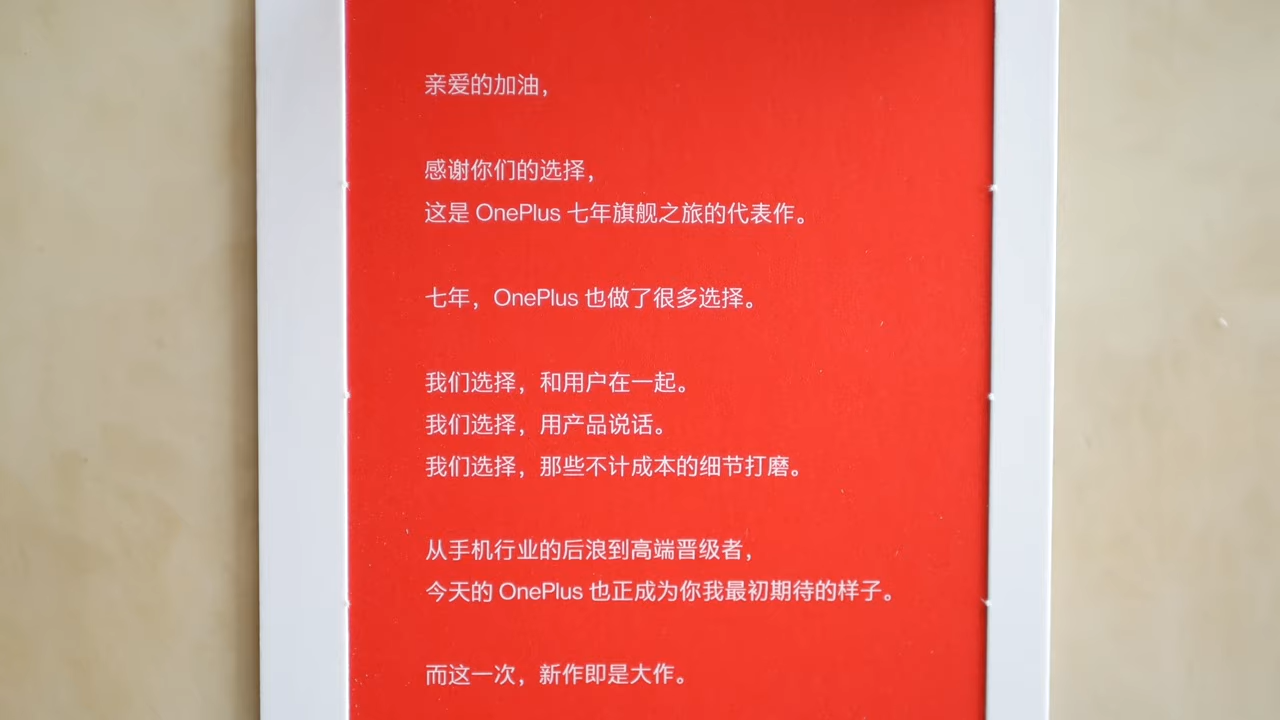 亲爱的加油，
感谢你们的选择，
这是 OnePlus 七年旗舰之旅的代表作。
七年，OnePlus 也做了很多选择。
我们选择，和用户在一起。
我们选择，用产品说话。
我们选择，那些不计成本的细节打磨。
从手机行业的后浪到高端晋级者，
今天的 OnePlus 也正成为你我最初期待的样子。
而这一次，新作即是大作。